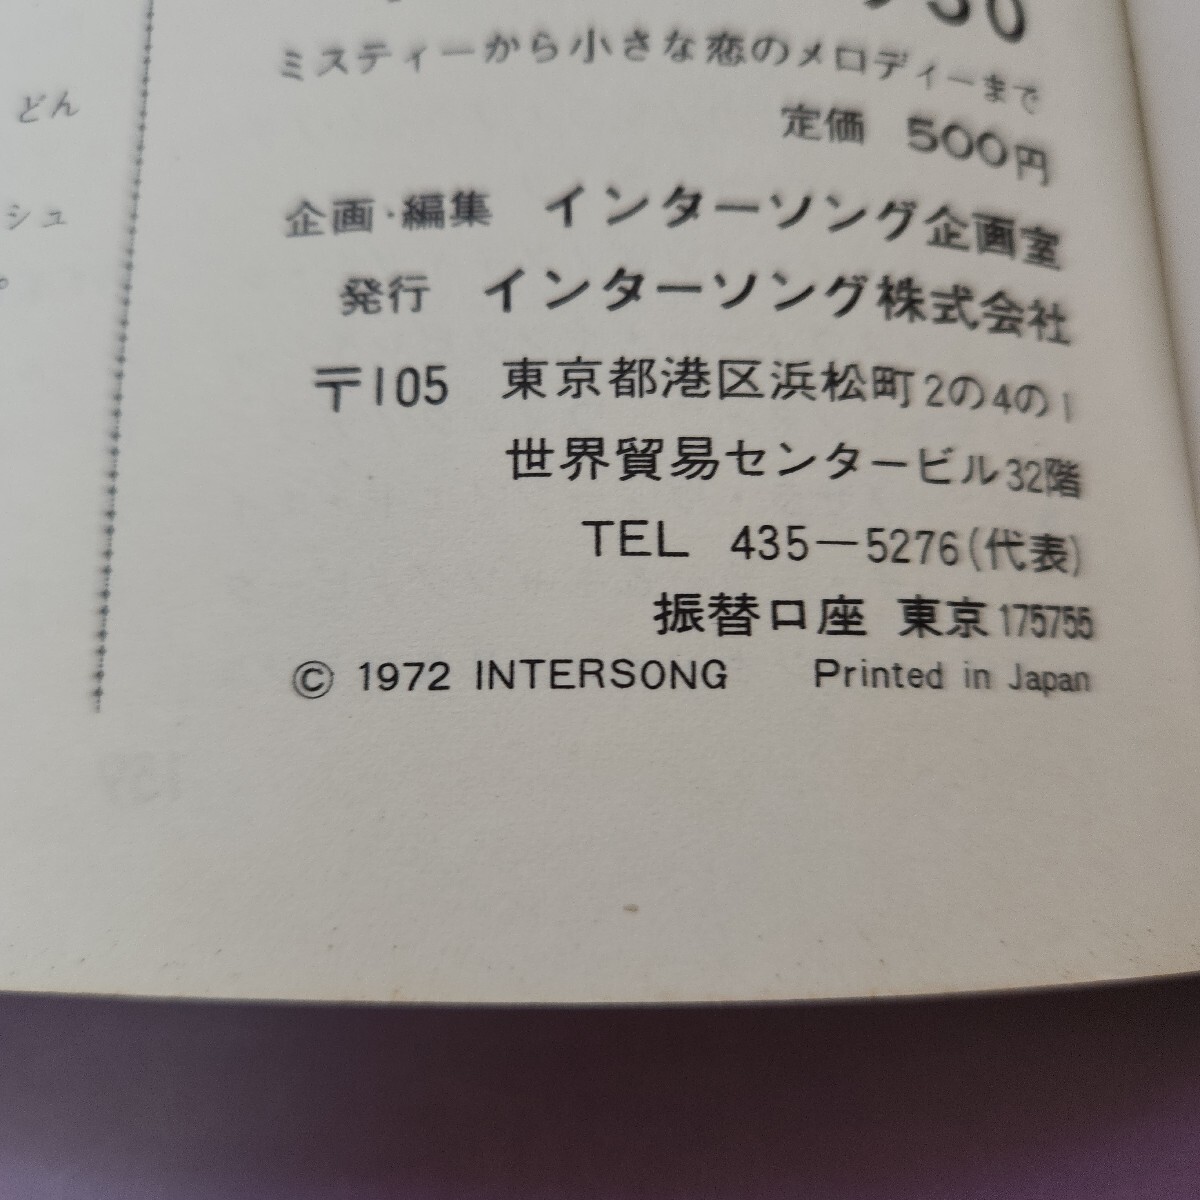 どん
シュ
。
50
ミスティーから小さな恋のメロディーまで
定価 500円
企画・編集 インターソング企画室
発行 インターソング株式会社
〒105 東京都港区浜松町2の4の1
世界貿易センタービル32階
TEL 435—5276(代表)
振替口座 東京175755
© 1972 INTERSONG Printed in Japan